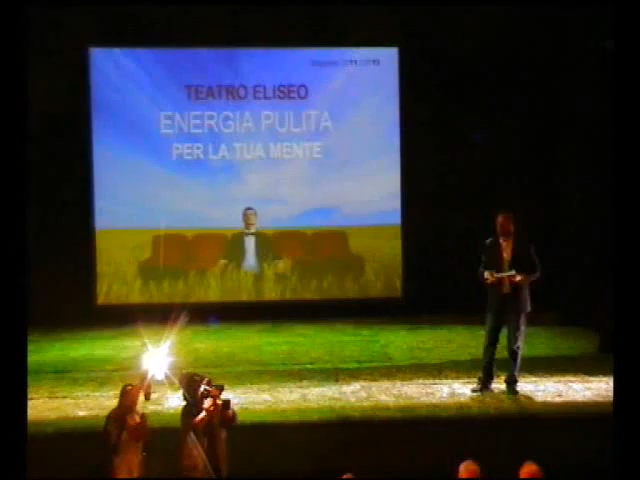 TEATRO ELISEO
ENERGIA PULITA
PER LA TUA MENTE